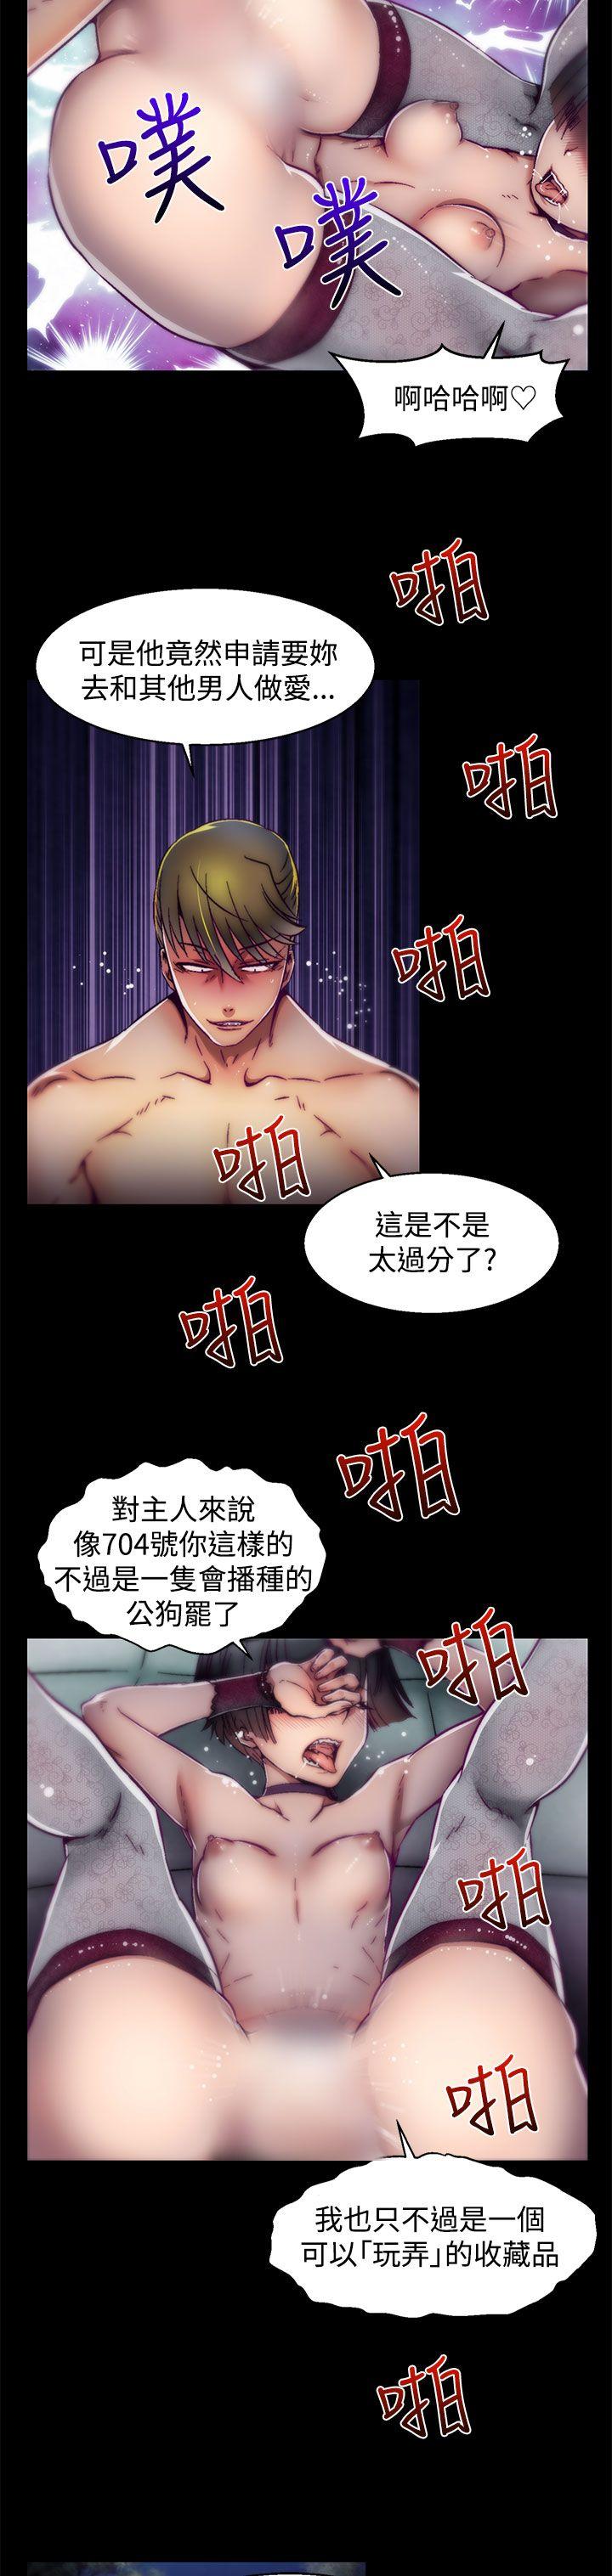 噗
噗
啊哈哈啊♡
啪
可是他竟然申請要妳
去和其他男人做愛...
啪
啪
啪
這是不是
太過分了?
啪
啪
對主人來說
像704號你這樣的
不過是一隻會播種的
公狗罷了
啪
啪
啪
我也只不過是一個
可以「玩弄」的收藏品
啪